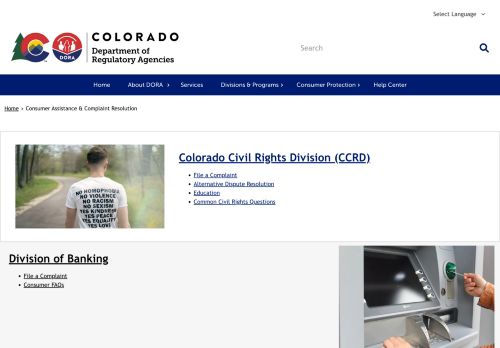 Select Language
COLORADO
Department of
Regulatory Agencies
DORA
Search
Home
About DORA
Services
Divisions & Programs
Consumer Protection
Help Center
Home › Consumer Assistance & Complaint Resolution
NO HOMOPHOBIA
NO VIOLENCE
NO RACISM
NO SEXISM
YES KINDNESS
YES PEACE
YES EQUALITY
YES LOVE
Colorado Civil Rights Division (CCRD)
File a Complaint
Alternative Dispute Resolution
Education
Common Civil Rights Questions
Division of Banking
File a Complaint
Consumer FAQs